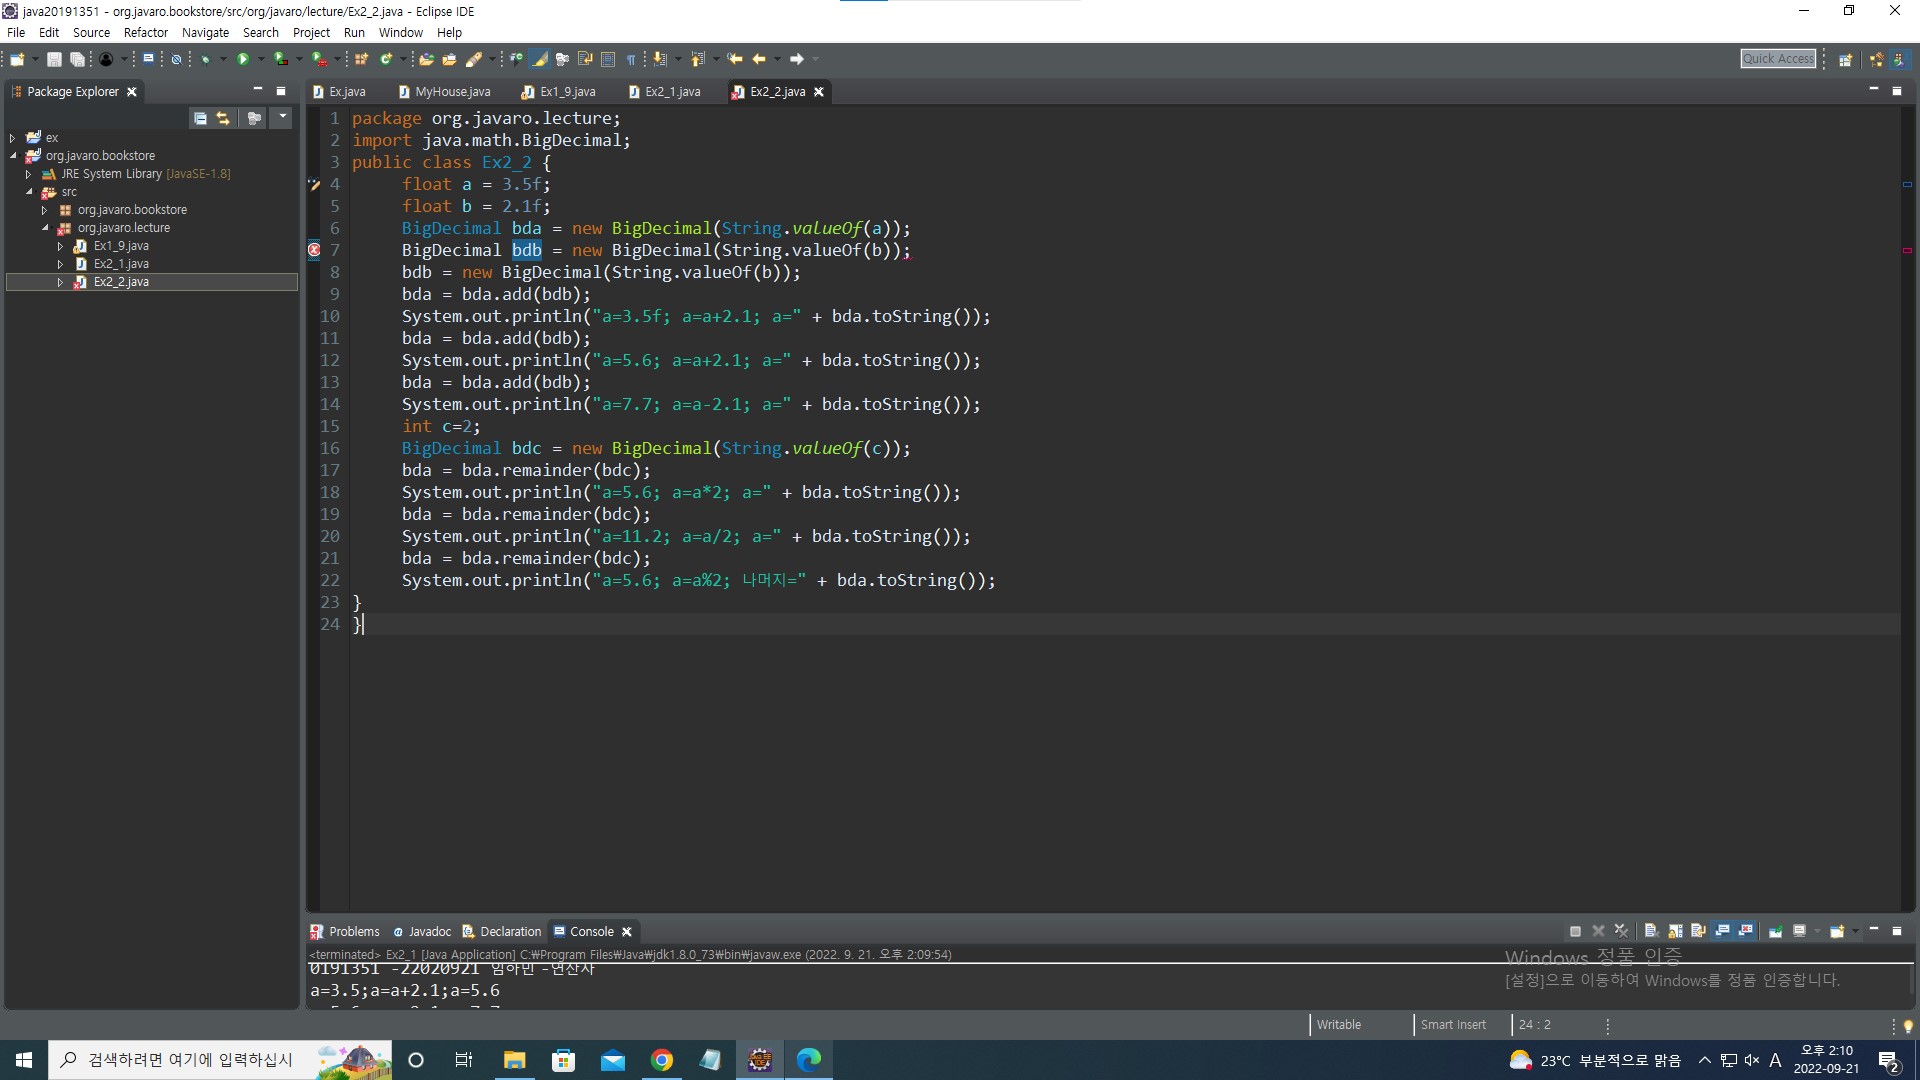 java20191351 - org.javaro.bookstore/src/org/javaro/lecture/Ex2_2.java - Eclipse IDE
File Edit Source Refactor Navigate Search Project Run Window Help
Quick Access
Package Explorer
Ex.java MyHouse.java Ex1_9.java Ex2_1.java Ex2_2.java
ex
org.javaro.bookstore
JRE System Library [JavaSE-1.8]
src
org.javaro.bookstore
org.javaro.lecture
Ex1_9.java
Ex2_1.java
Ex2_2.java
1 package org.javaro.lecture;
2 import java.math.BigDecimal;
3 public class Ex2_2 {
4 float a = 3.5f;
5 float b = 2.1f;
6 BigDecimal bda = new BigDecimal(String.valueOf(a));
7 BigDecimal bdb = new BigDecimal(String.valueOf(b));
8 bdb = new BigDecimal(String.valueOf(b));
9 bda = bda.add(bdb);
10 System.out.println("a=3.5f; a=a+2.1; a=" + bda.toString());
11 bda = bda.add(bdb);
12 System.out.println("a=5.6; a=a+2.1; a=" + bda.toString());
13 bda = bda.add(bdb);
14 System.out.println("a=7.7; a=a-2.1; a=" + bda.toString());
15 int c=2;
16 BigDecimal bdc = new BigDecimal(String.valueOf(c));
17 bda = bda.remainder(bdc);
18 System.out.println("a=5.6; a=a*2; a=" + bda.toString());
19 bda = bda.remainder(bdc);
20 System.out.println("a=11.2; a=a/2; a=" + bda.toString());
21 bda = bda.remainder(bdc);
22 System.out.println("a=5.6; a=a%2; 나머지=" + bda.toString());
23 }
24 }
Problems Javadoc Declaration Console
<terminated> Ex2_1 [Java Application] C:₩Program Files₩Java₩jdk1.8.0_73₩bin₩javaw.exe (2022. 9. 21. 오후 2:09:54)
0191351 -22020921 임하민 -연산자
a=3.5;a=a+2.1;a=5.6
Windows 정품 인증
[설정]으로 이동하여 Windows를 정품 인증합니다.
Writable Smart Insert 24 : 2
검색하려면 여기에 입력하십시
23°C 부분적으로 맑음 A 오후 2:10
2022-09-21 2